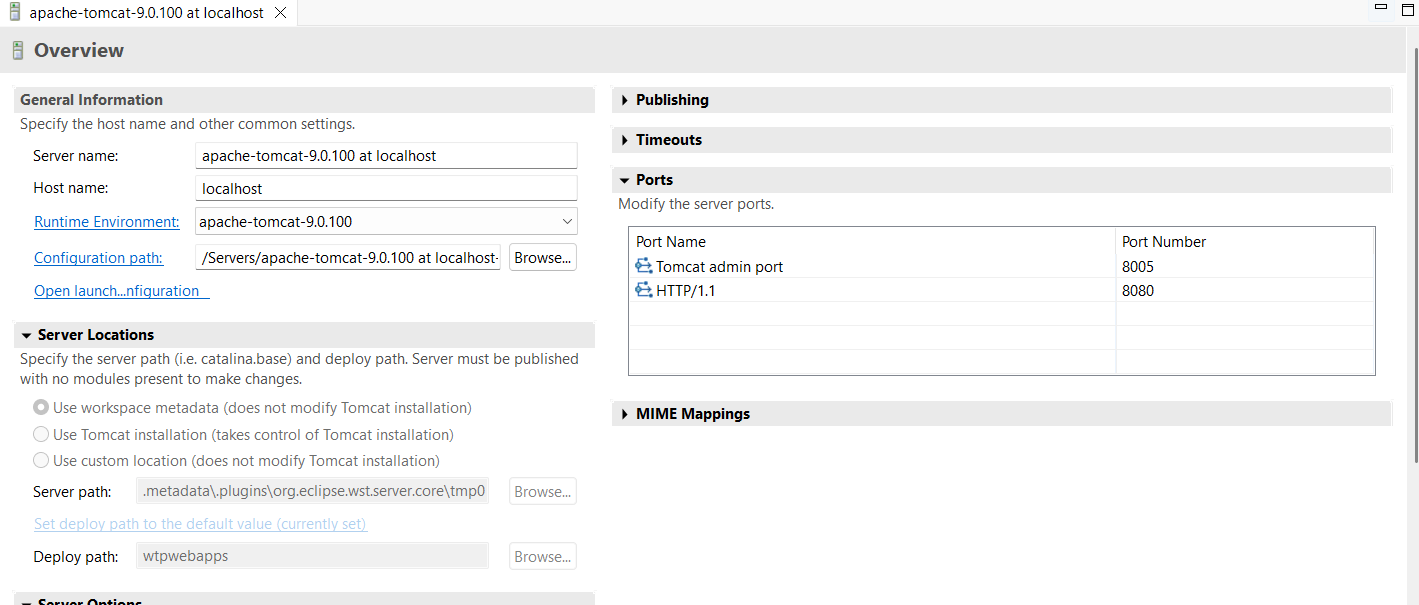 apache-tomcat-9.0.100 at localhost
Overview
General Information
Specify the host name and other common settings.
Server name: apache-tomcat-9.0.100 at localhost
Host name: localhost
Runtime Environment: apache-tomcat-9.0.100
Configuration path: /Servers/apache-tomcat-9.0.100 at localhost- Browse...
Open launch...nfiguration
Server Locations
Specify the server path (i.e. catalina.base) and deploy path. Server must be published
with no modules present to make changes.
Use workspace metadata (does not modify Tomcat installation)
Use Tomcat installation (takes control of Tomcat installation)
Use custom location (does not modify Tomcat installation)
Server path: .metadata\.plugins\org.eclipse.wst.server.core\tmp0 Browse...
Set deploy path to the default value (currently set)
Deploy path: wtpwebapps Browse...
Server Options
Publishing
Timeouts
Ports
Modify the server ports.
Port Name Port Number
Tomcat admin port 8005
HTTP/1.1 8080
MIME Mappings